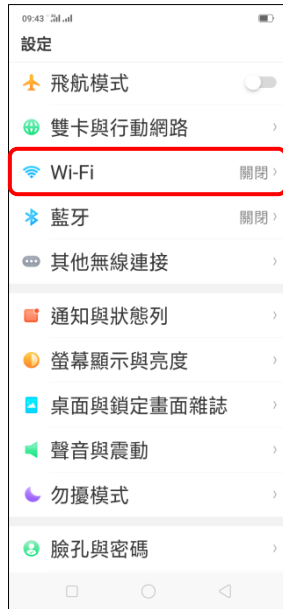 09:43
設定
飛航模式
雙卡與行動網路
Wi-Fi 關閉
藍牙 關閉
其他無線連接
通知與狀態列
螢幕顯示與亮度
桌面與鎖定畫面雜誌
聲音與震動
勿擾模式
臉孔與密碼